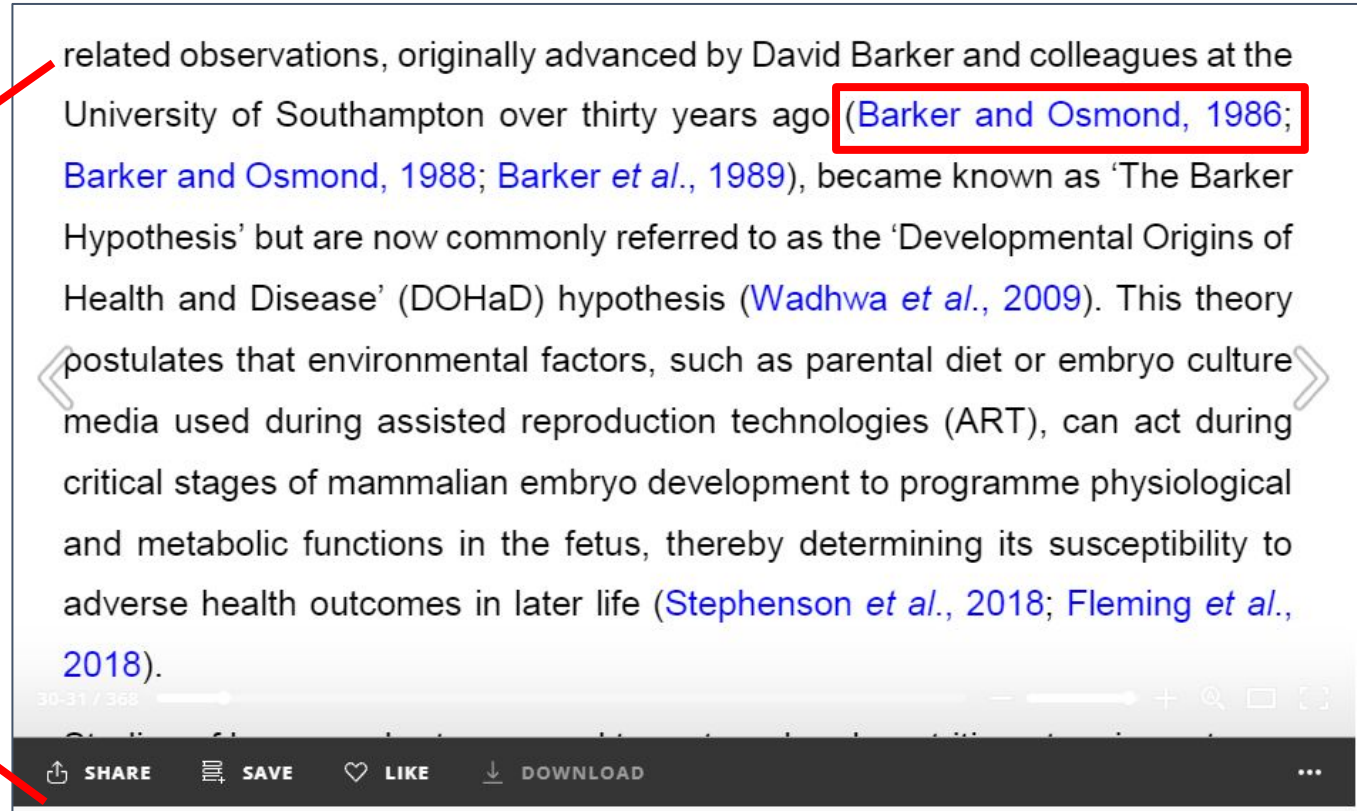 related observations, originally advanced by David Barker and colleagues at the
University of Southampton over thirty years ago (Barker and Osmond, 1986;
Barker and Osmond, 1988; Barker et al., 1989), became known as ‘The Barker
Hypothesis’ but are now commonly referred to as the ‘Developmental Origins of
Health and Disease’ (DOHaD) hypothesis (Wadhwa et al., 2009). This theory
postulates that environmental factors, such as parental diet or embryo culture
media used during assisted reproduction technologies (ART), can act during
critical stages of mammalian embryo development to programme physiological
and metabolic functions in the fetus, thereby determining its susceptibility to
adverse health outcomes in later life (Stephenson et al., 2018; Fleming et al.,
2018).
30-31 / 368
SHARE SAVE LIKE DOWNLOAD